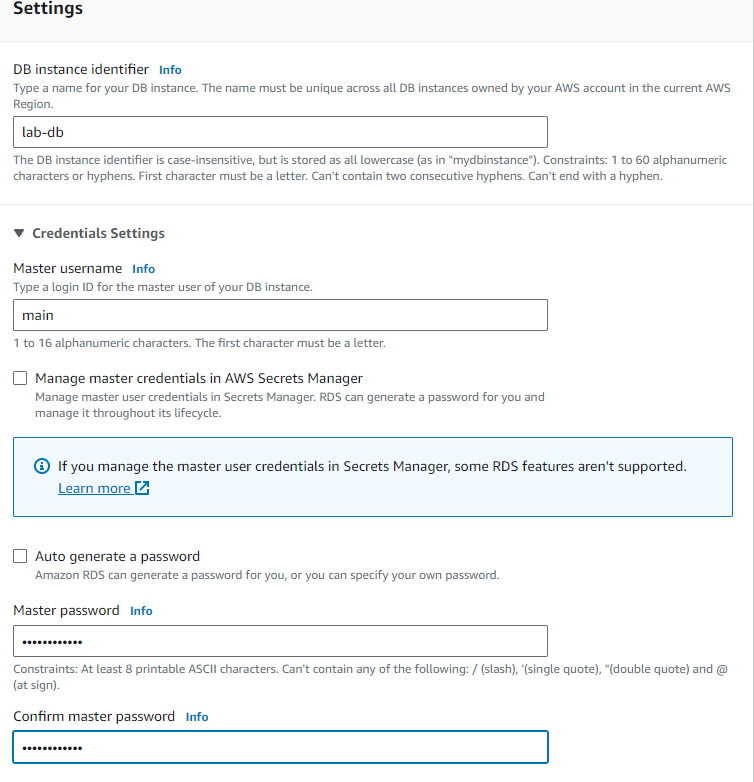 Settings
DB instance identifier Info
Type a name for your DB instance. The name must be unique across all DB instances owned by your AWS account in the current AWS
Region.
lab-db
The DB instance identifier is case-insensitive, but is stored as all lowercase (as in "mydbinstance"). Constraints: 1 to 60 alphanumeric
characters or hyphens. First character must be a letter. Can't contain two consecutive hyphens. Can't end with a hyphen.
Credentials Settings
Master username Info
Type a login ID for the master user of your DB instance.
main
1 to 16 alphanumeric characters. The first character must be a letter.
Manage master credentials in AWS Secrets Manager
Manage master user credentials in Secrets Manager. RDS can generate a password for you and
manage it throughout its lifecycle.
If you manage the master user credentials in Secrets Manager, some RDS features aren't supported.
Learn more
Auto generate a password
Amazon RDS can generate a password for you, or you can specify your own password.
Master password Info
••••••••••••
Constraints: At least 8 printable ASCII characters. Can't contain any of the following: / (slash), '(single quote), "(double quote) and @
(at sign).
Confirm master password Info
••••••••••••